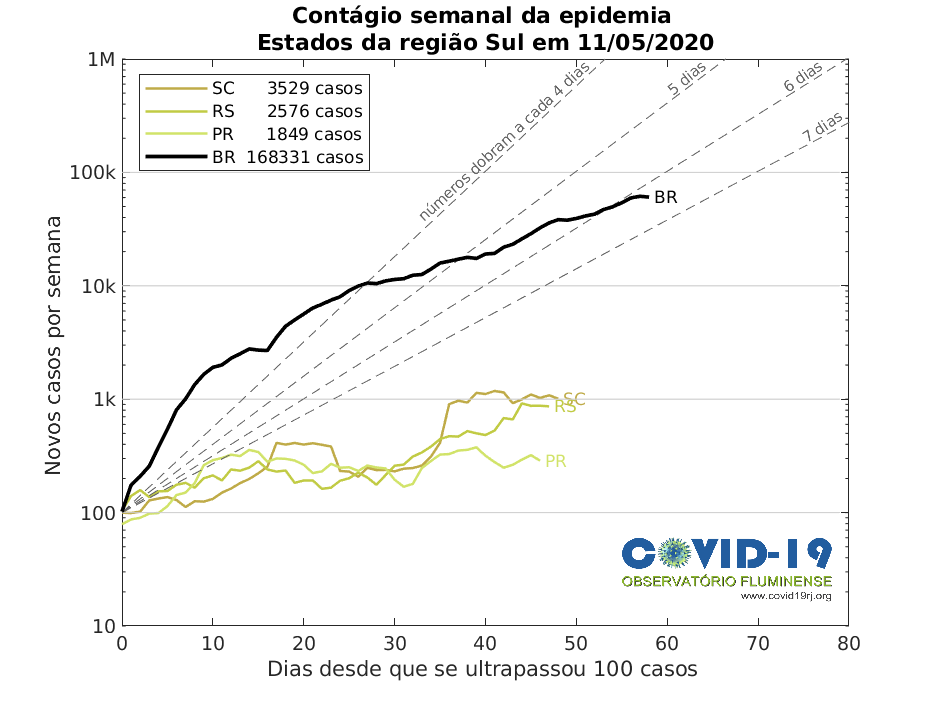 Contágio semanal da epidemia
Estados da região Sul em 11/05/2020
1M
100k
10k
1k
100
10
Novos casos por semana
SC 3529 casos
RS 2576 casos
PR 1849 casos
BR 168331 casos
números dobram a cada 4 dias
5 dias
6 dias
7 dias
BR
SC
RS
PR
COVID-19
OBSERVATÓRIO FLUMINENSE
www.covid19rj.org
0 10 20 30 40 50 60 70 80
Dias desde que se ultrapassou 100 casos